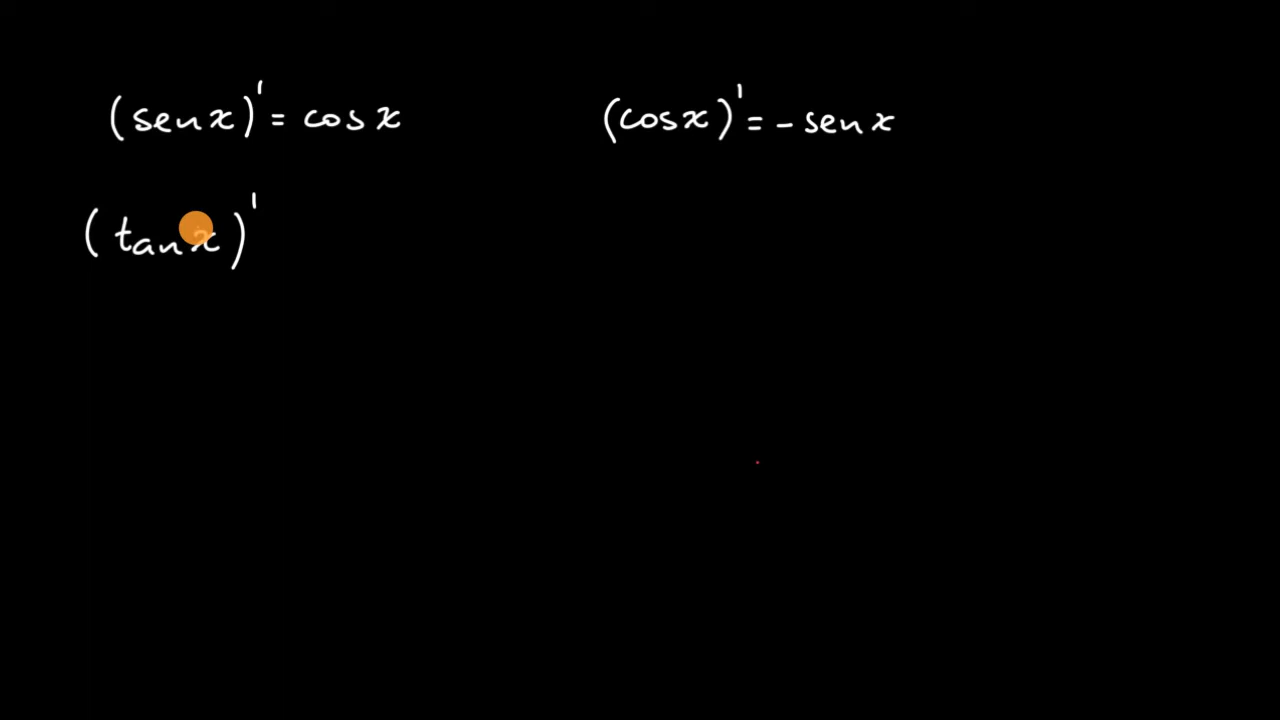 (sen x)' = cos x
(cos x)' = - sen x
(tan x)'